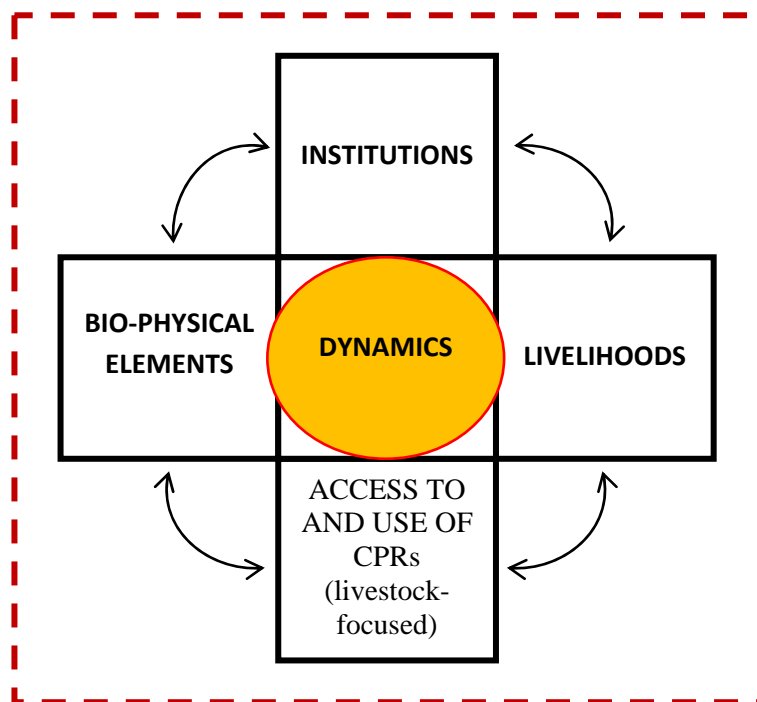 INSTITUTIONS
BIO-PHYSICAL
ELEMENTS
DYNAMICS
LIVELIHOODS
ACCESS TO
AND USE OF
CPRs
(livestock-
focused)